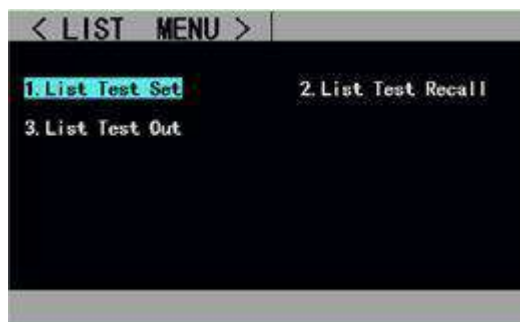 < LIST MENU >
1. List Test Set 2. List Test Recall
3. List Test Out